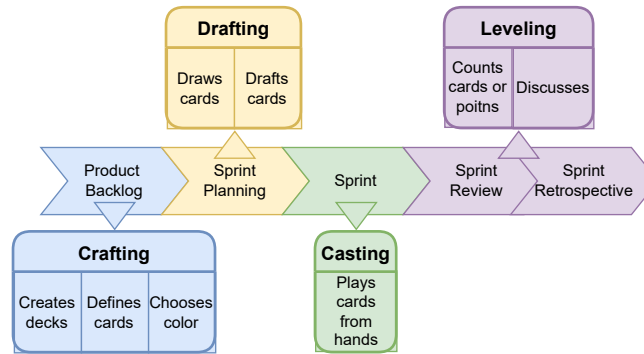 Drafting
Draws
cards
Drafts
cards
Leveling
Counts
cards or
poitns
Discusses
Product
Backlog
Sprint
Planning
Sprint
Sprint
Review
Sprint
Retrospective
Crafting
Creates
decks
Defines
cards
Chooses
color
Casting
Plays
cards
from
hands